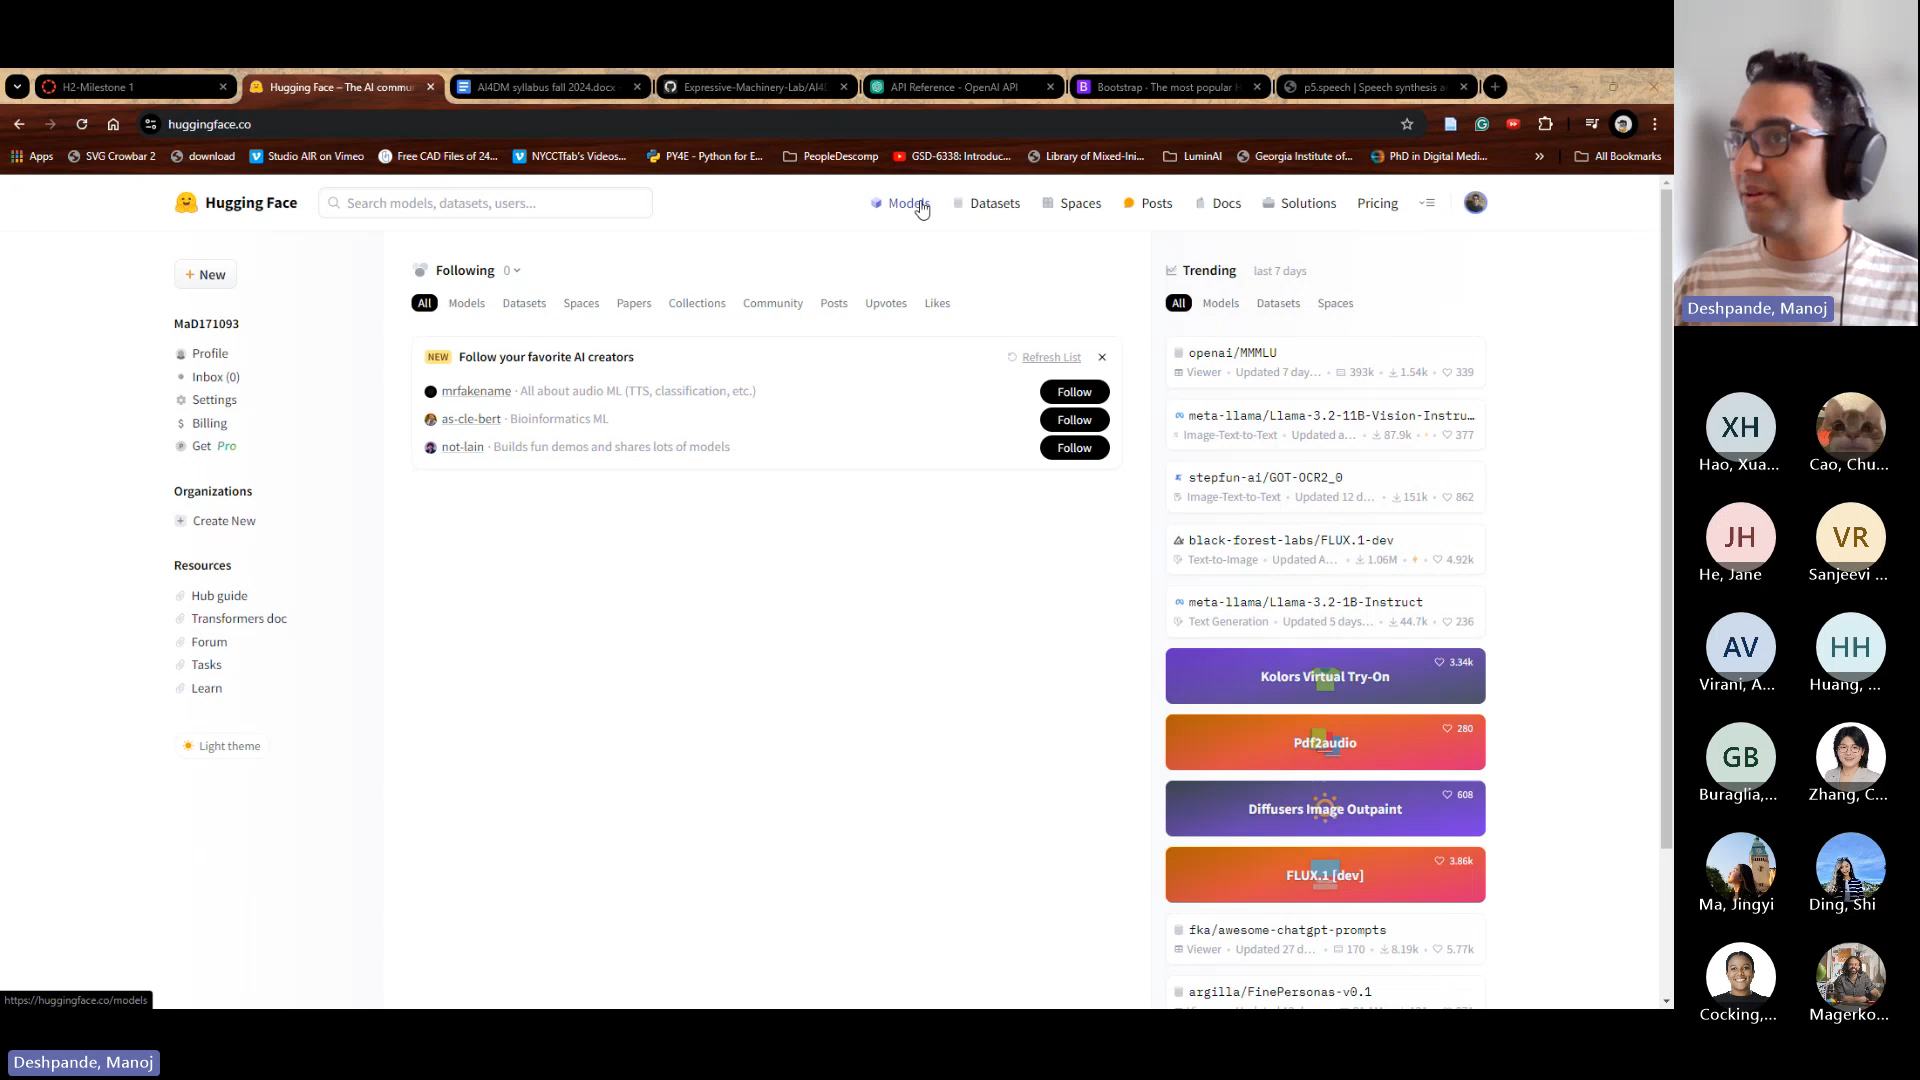 H2-Milestone 1
Hugging Face – The AI commu
AI4DM syllabus fall 2024.docx
Expressive-Machinery-Lab/AI4
API Reference - OpenAI API
Bootstrap - The most popular H
p5.speech | Speech synthesis a
huggingface.co
Apps
SVG Crowbar 2
download
Studio AIR on Vimeo
Free CAD Files of 24...
NYCCTfab's Videos...
PY4E - Python for E...
PeopleDescomp
GSD-6338: Introduc...
Library of Mixed-Ini...
LuminAI
Georgia Institute of...
PhD in Digital Medi...
»
All Bookmarks
Hugging Face
Search models, datasets, users...
Models
Datasets
Spaces
Posts
Docs
Solutions
Pricing
+ New
MaD171093
Profile
Inbox (0)
Settings
$ Billing
Get Pro
Organizations
+ Create New
Resources
Hub guide
Transformers doc
Forum
Tasks
Learn
Light theme
Following 0
All Models Datasets Spaces Papers Collections Community Posts Upvotes Likes
NEW Follow your favorite AI creators
Refresh List
mrfakename · All about audio ML (TTS, classification, etc.)
Follow
as-cle-bert · Bioinformatics ML
Follow
not-lain · Builds fun demos and shares lots of models
Follow
Trending last 7 days
All Models Datasets Spaces
openai/MMMLU
Viewer • Updated 7 day... • 393k • 1.54k • 339
meta-llama/Llama-3.2-11B-Vision-Instru...
Image-Text-to-Text • Updated a... • 87.9k • 377
stepfun-ai/GOT-OCR2_0
Image-Text-to-Text • Updated 12 d... • 151k • 862
black-forest-labs/FLUX.1-dev
Text-to-Image • Updated A... • 1.06M • 4.92k
meta-llama/Llama-3.2-1B-Instruct
Text Generation • Updated 5 days... • 44.7k • 236
3.34k
Kolors Virtual Try-On
280
Pdf2audio
608
Diffusers Image Outpaint
3.86k
FLUX.1 [dev]
fka/awesome-chatgpt-prompts
Viewer • Updated 27 d... • 170 • 8.19k • 5.77k
argilla/FinePersonas-v0.1
https://huggingface.co/models
Deshpande, Manoj
Deshpande, Manoj
XH
Hao, Xua...
Cao, Chu...
JH
He, Jane
VR
Sanjeevi ...
AV
Virani, A...
HH
Huang, ...
GB
Buraglia,...
Zhang, C...
Ma, Jingyi
Ding, Shi
Cocking,...
Magerko...